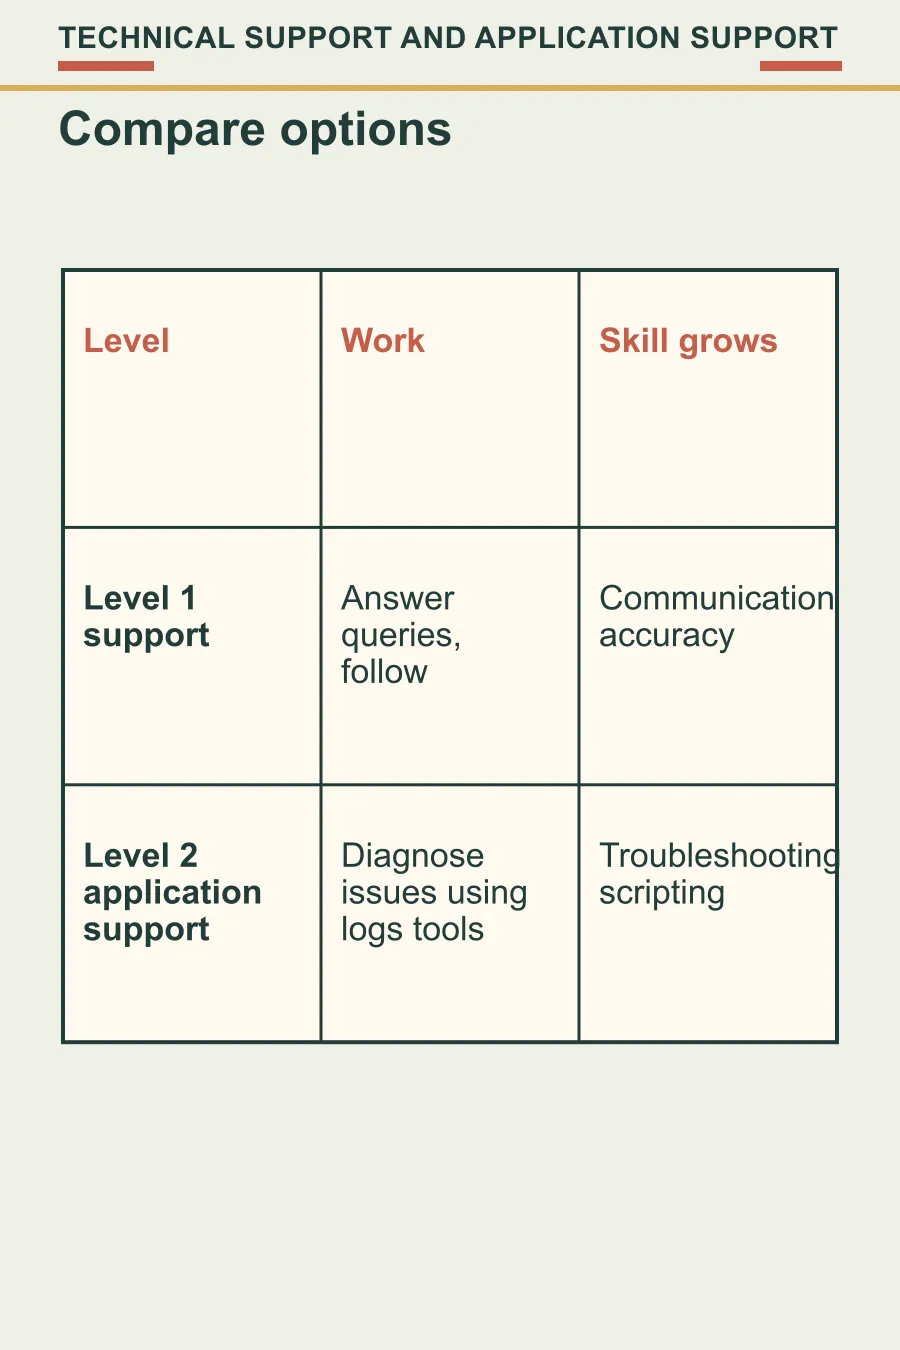 TECHNICAL SUPPORT AND APPLICATION SUPPORT
Compare options
Level
Work
Skill grows
Level 1
support
Answer
queries,
follow
Communication
accuracy
Level 2
application
support
Diagnose
issues using
logs tools
Troubleshooting
scripting